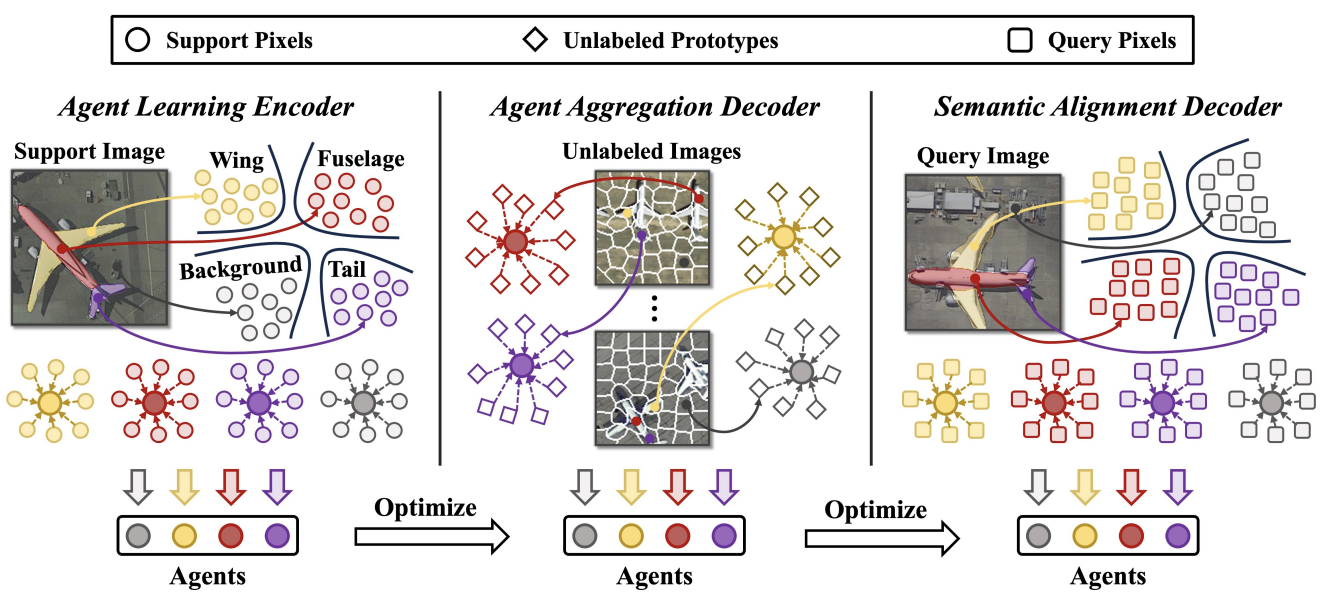 Support Pixels
Unlabeled Prototypes
Query Pixels
Agent Learning Encoder
Agent Aggregation Decoder
Semantic Alignment Decoder
Support Image
Wing
Fuselage
Background
Tail
Unlabeled Images
Query Image
Optimize
Optimize
Agents
Agents
Agents